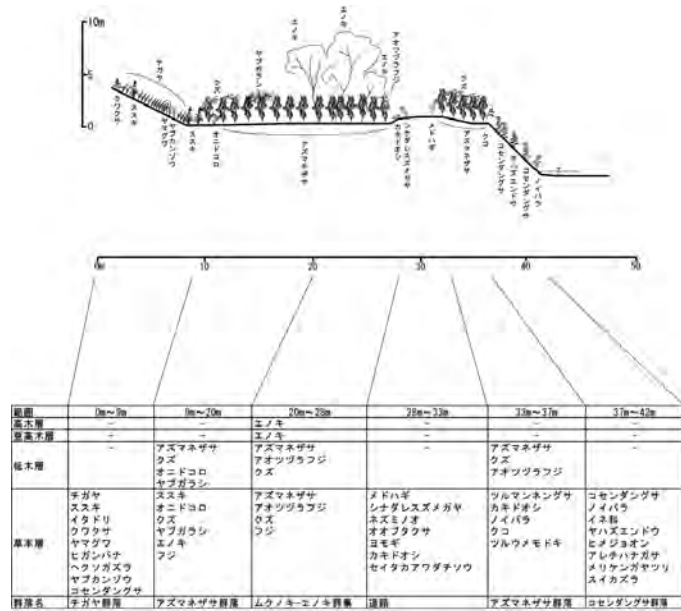 10m
5
0
エノキ
エノキ
エノキ
アオツヅラフジ
ヤブガラシ
クズ
チガヤ
クズ
クワクサ
ススキ
ヤマグワ
ヤブカンゾウ
ススキ
オニドコロ
アズマネザサ
カキドオシ
シナダレスズメガヤ
メドハギ
アズマネザサ
クコ
コセンダングサ
ヤハズエンドウ
コセンダングサ
ノイバラ
0m 10 20 30 40 50
範囲 0m~9m 9m~20m 20m~28m 28m~33m 33m~37m 37m~42m
高木層 - - エノキ - - -
亜高木層 - - エノキ - - -
低木層 - アズマネザサ アズマネザサ - アズマネザサ -
クズ アオツヅラフジ クズ
オニドコロ クズ アオツヅラフジ
ヤブガラシ
草本層 チガヤ ススキ アズマネザサ メドハギ ツルマンネングサ コセンダングサ
ススキ オニドコロ アオツヅラフジ シナダレスズメガヤ カキドオシ ノイバラ
イタドリ クズ クズ ネズミノオ ノイバラ イネ科
クワクサ ヤブガラシ フジ オオブタクサ クコ ヤハズエンドウ
ヤマグワ エノキ ヨモギ ツルウメモドキ ヒメジョオン
ヒガンバナ フジ カキドオシ アレチハナガサ
ヘクソカズラ セイタカアワダチソウ メリケンガヤツリ
ヤブカンゾウ スイカズラ
コセンダングサ
群落名 チガヤ群落 アズマネザサ群落 ムクノキ-エノキ群集 道路 アズマネザサ群落 コセンダングサ群落